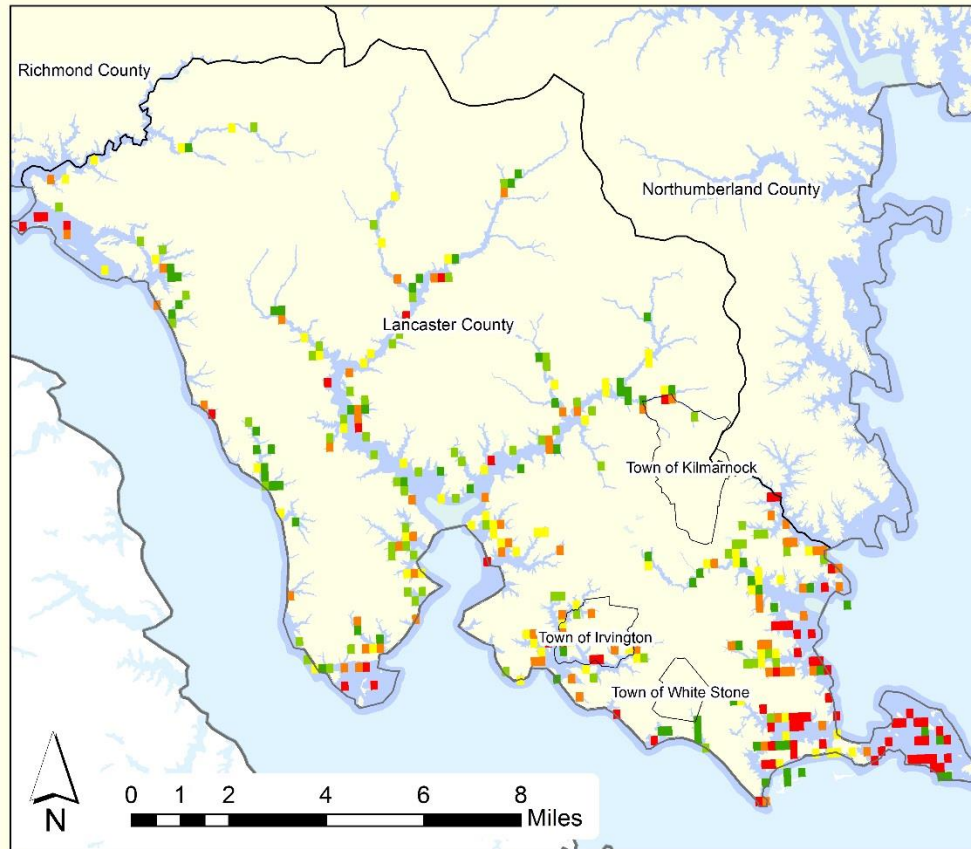 Richmond County
Northumberland County
Lancaster County
Town of Kilmarnock
Town of Irvington
Town of White Stone
N
0 1 2 4 6 8
Miles